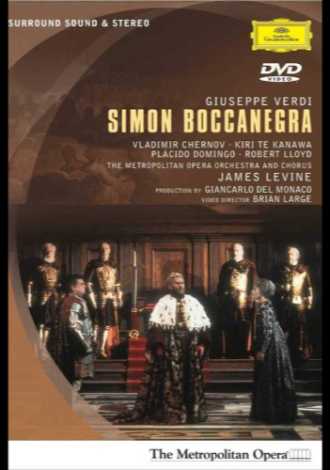 SURROUND SOUND & STEREO
Deutsche
Grammophon
DVD
VIDEO
GIUSEPPE VERDI
SIMON BOCCANEGRA
VLADIMIR CHERNOV · KIRI TE KANAWA
PLACIDO DOMINGO · ROBERT LLOYD
THE METROPOLITAN OPERA ORCHESTRA AND CHORUS
JAMES LEVINE
PRODUCTION BY GIANCARLO DEL MONACO
VIDEO DIRECTOR BRIAN LARGE
The Metropolitan Opera